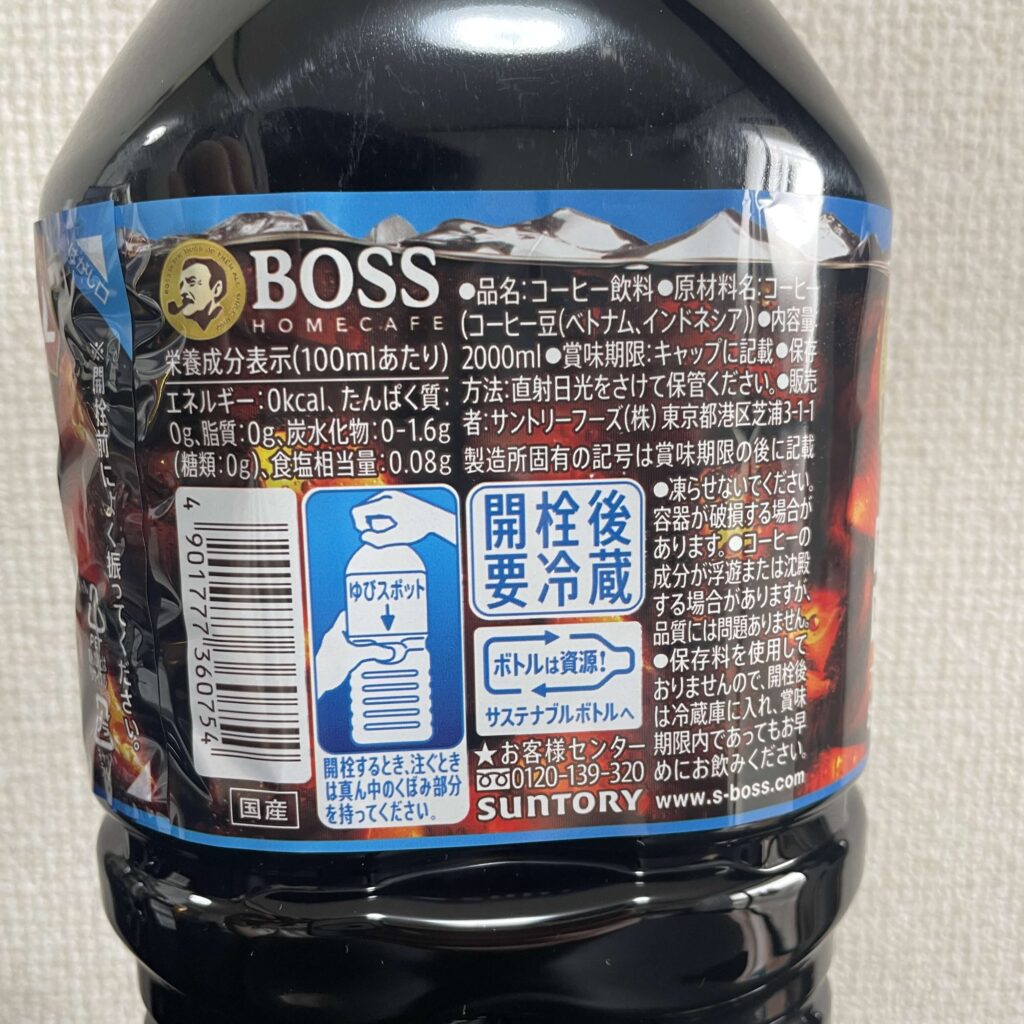 はがし口
※開栓前によく振ってください。
BOSS
HOMECAFE
栄養成分表示(100mlあたり)
エネルギー:0kcal、たんぱく質:
0g、脂質:0g、炭水化物:0-1.6g
(糖類:0g)、食塩相当量:0.08g
●品名:コーヒー飲料●原材料名:コーヒー
(コーヒー豆(ベトナム、インドネシア))●内容量:
2000ml●賞味期限:キャップに記載●保存
方法:直射日光をさけて保管ください。●販売
者:サントリーフーズ(株) 東京都港区芝浦3-1-1
製造所固有の記号は賞味期限の後に記載
4 901777 360754
国産
ゆびスポット
開栓するとき、注ぐとき
は真ん中のくぼみ部分
を持ってください。
開栓後
要冷蔵
ボトルは資源!
サステナブルボトルへ
★お客様センター
0120-139-320
SUNTORY
●凍らせないでください。
容器が破損する場合が
あります。●コーヒーの
成分が浮遊または沈殿
する場合がありますが、
品質には問題ありません。
●保存料を使用して
おりませんので、開栓後
は冷蔵庫に入れ、賞味
期限内であってもお早
めにお飲みください。
www.s-boss.com